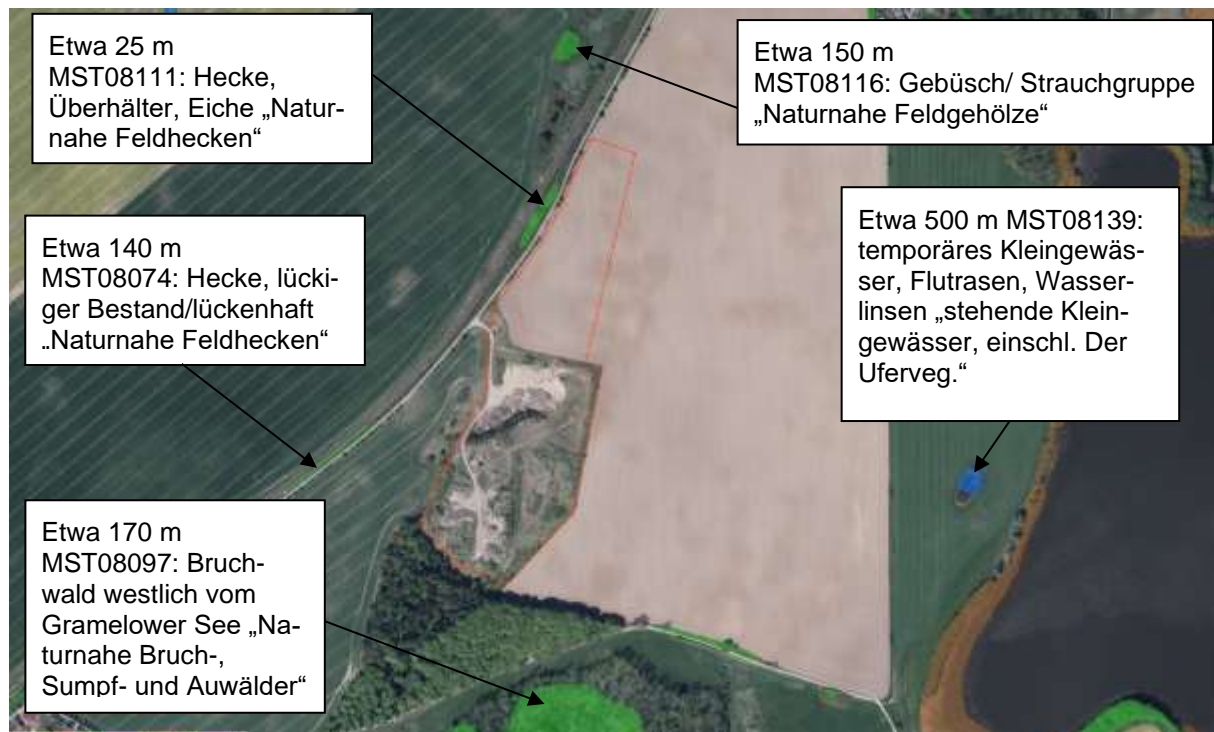 Etwa 25 m
MST08111: Hecke,
Überhälter, Eiche „Natur-
nahe Feldhecken“
Etwa 150 m
MST08116: Gebüsch/ Strauchgruppe
„Naturnahe Feldgehölze“
Etwa 140 m
MST08074: Hecke, lücki-
ger Bestand/lückenhaft
„Naturnahe Feldhecken“
Etwa 500 m MST08139:
temporäres Kleingewäs-
ser, Flutrasen, Wasser-
linsen „stehende Klein-
gewässer, einschl. Der
Uferveg.“
Etwa 170 m
MST08097: Bruch-
wald westlich vom
Gramelower See „Na-
turnahe Bruch-,
Sumpf- und Auwälder“